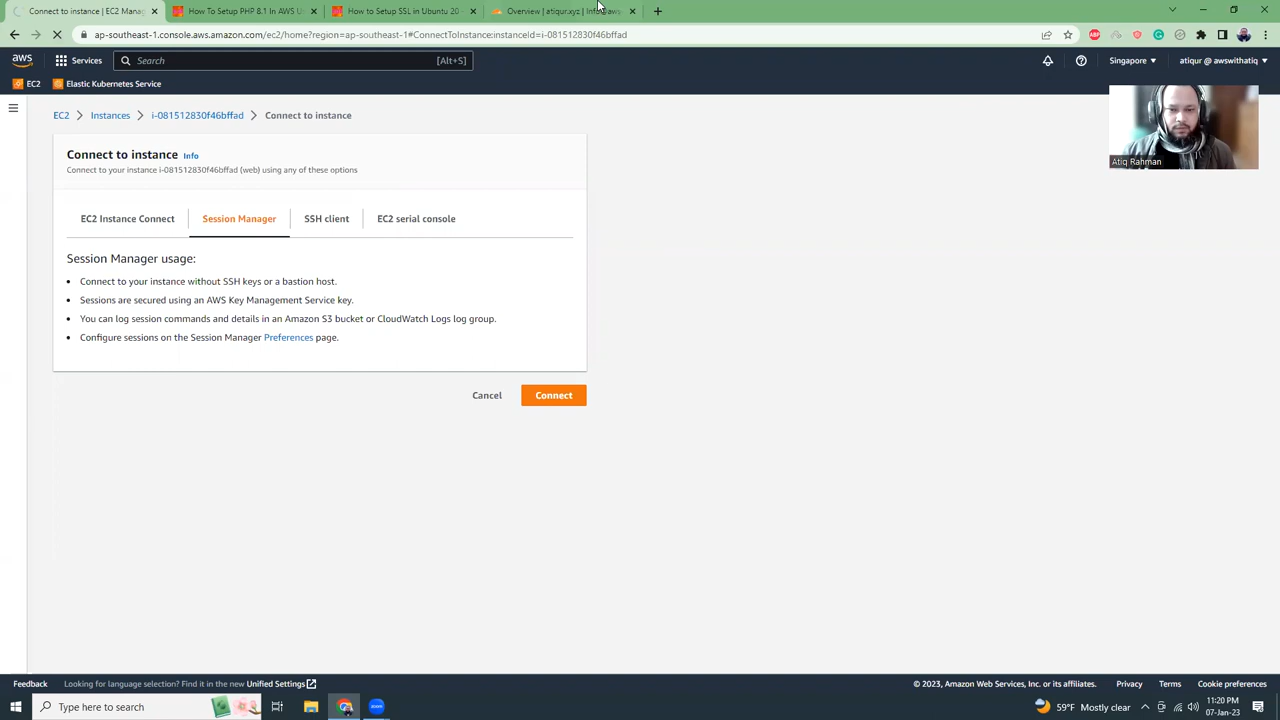 Connect to instance | EC2 Manag
How To Setup PHP 8.1 In AWS Ub
How To Setup SSL in Ubuntu 20
Overview | atiqur.xyz |
ap-southeast-1.console.aws.amazon.com/ec2/home?region=ap-southeast-1#ConnectToInstance:instanceId=i-081512830f46bffad
aws
Services
Search
[Alt+S]
Singapore
atiqur @ awswithatiq
EC2
Elastic Kubernetes Service
EC2 > Instances > i-081512830f46bffad > Connect to instance
Connect to instance Info
Connect to your instance i-081512830f46bffad (web) using any of these options
EC2 Instance Connect
Session Manager
SSH client
EC2 serial console
Session Manager usage:
Connect to your instance without SSH keys or a bastion host.
Sessions are secured using an AWS Key Management Service key.
You can log session commands and details in an Amazon S3 bucket or CloudWatch Logs log group.
Configure sessions on the Session Manager Preferences page.
Cancel
Connect
Atiq Rahman
Feedback
Looking for language selection? Find it in the new Unified Settings
© 2023, Amazon Web Services, Inc. or its affiliates.
Privacy
Terms
Cookie preferences
Type here to search
59°F Mostly clear
11:20 PM
07-Jan-23